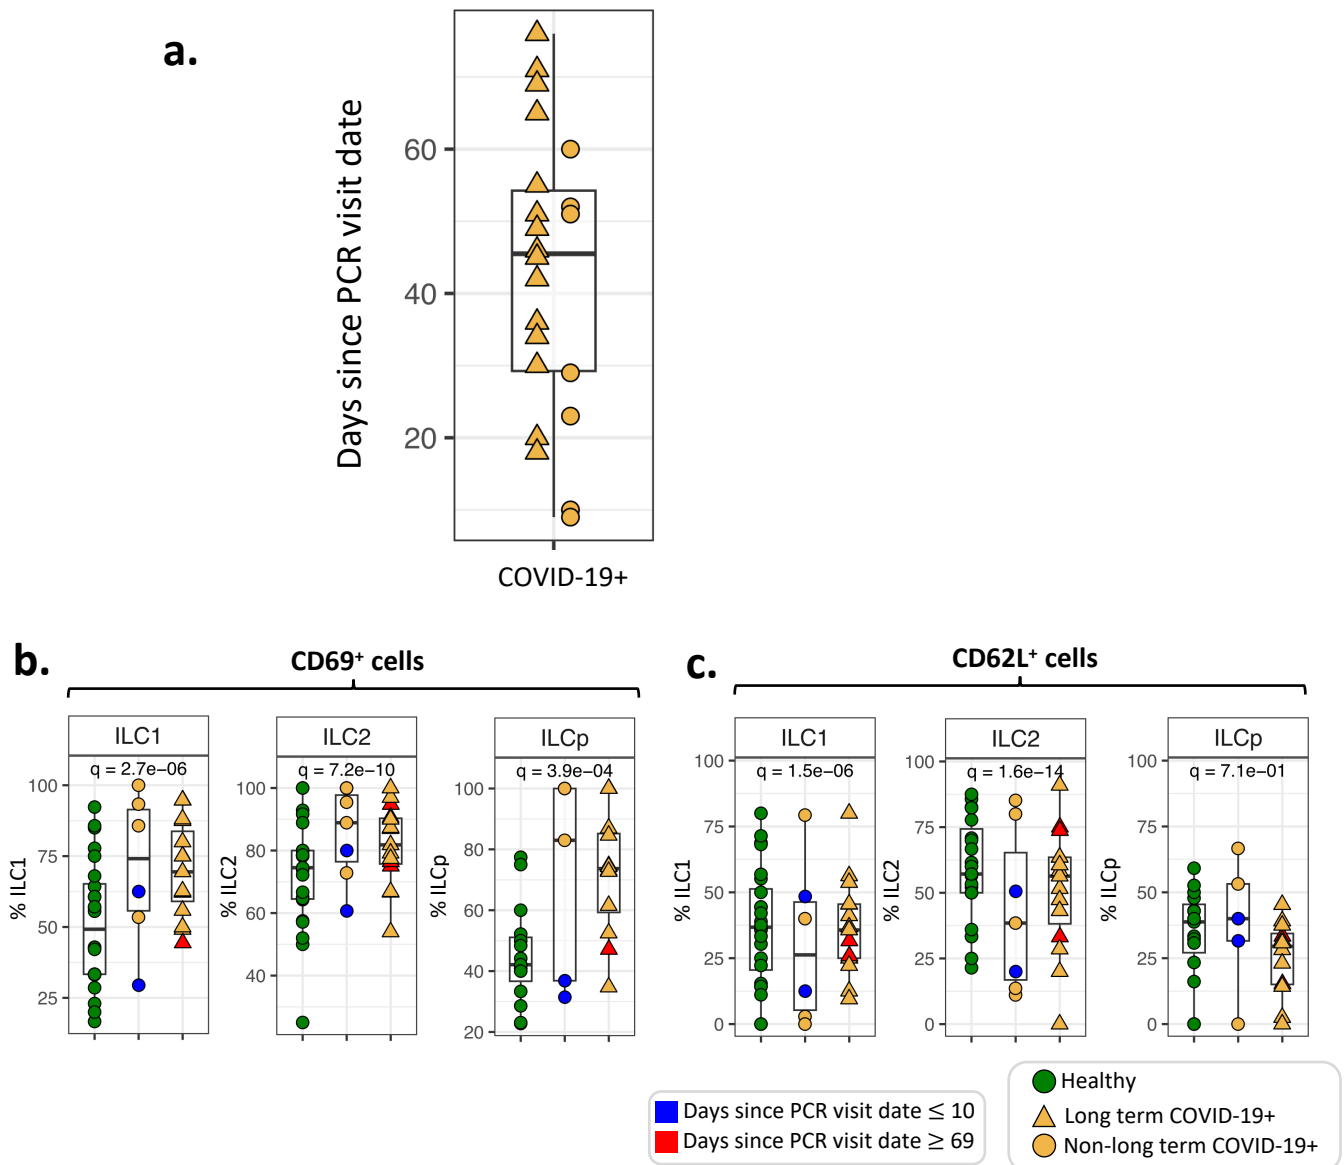 a.
Days since PCR visit date
60
40
20
COVID-19+
b.
CD69⁺ cells
c.
CD62L⁺ cells
ILC1
q = 2.7e−06
% ILC1
100
75
50
25
ILC2
q = 7.2e−10
% ILC2
100
80
60
40
ILCp
q = 3.9e−04
% ILCp
100
80
60
40
20
ILC1
q = 1.5e−06
% ILC1
100
75
50
25
0
ILC2
q = 1.6e−14
% ILC2
100
75
50
25
0
ILCp
q = 7.1e−01
% ILCp
100
75
50
25
0
Days since PCR visit date ≤ 10
Days since PCR visit date ≥ 69
Healthy
Long term COVID-19+
Non-long term COVID-19+